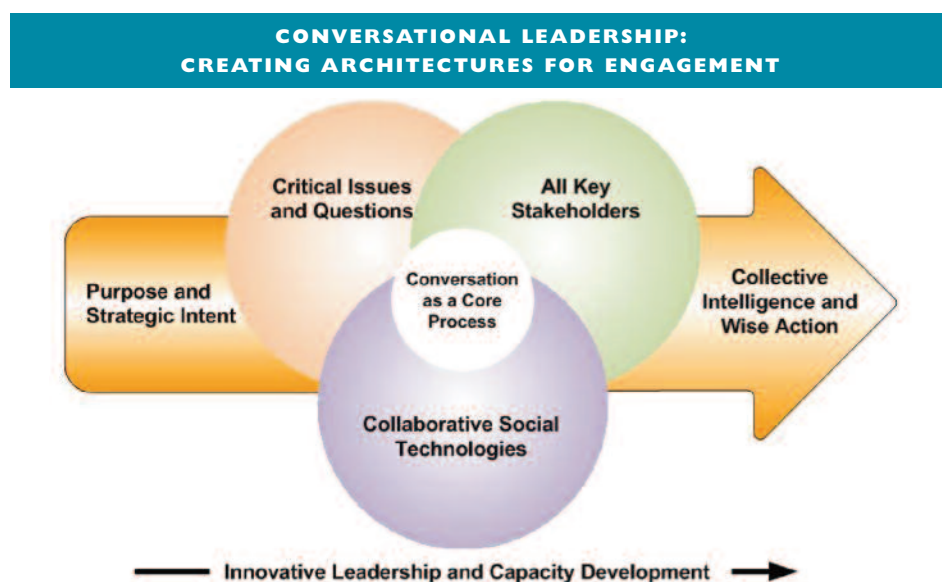 CONVERSATIONAL LEADERSHIP:
CREATING ARCHITECTURES FOR ENGAGEMENT
Critical Issues
and Questions
All Key
Stakeholders
Purpose and
Strategic Intent
Conversation
as a Core
Process
Collective
Intelligence and
Wise Action
Collaborative Social
Technologies
Innovative Leadership and Capacity Development